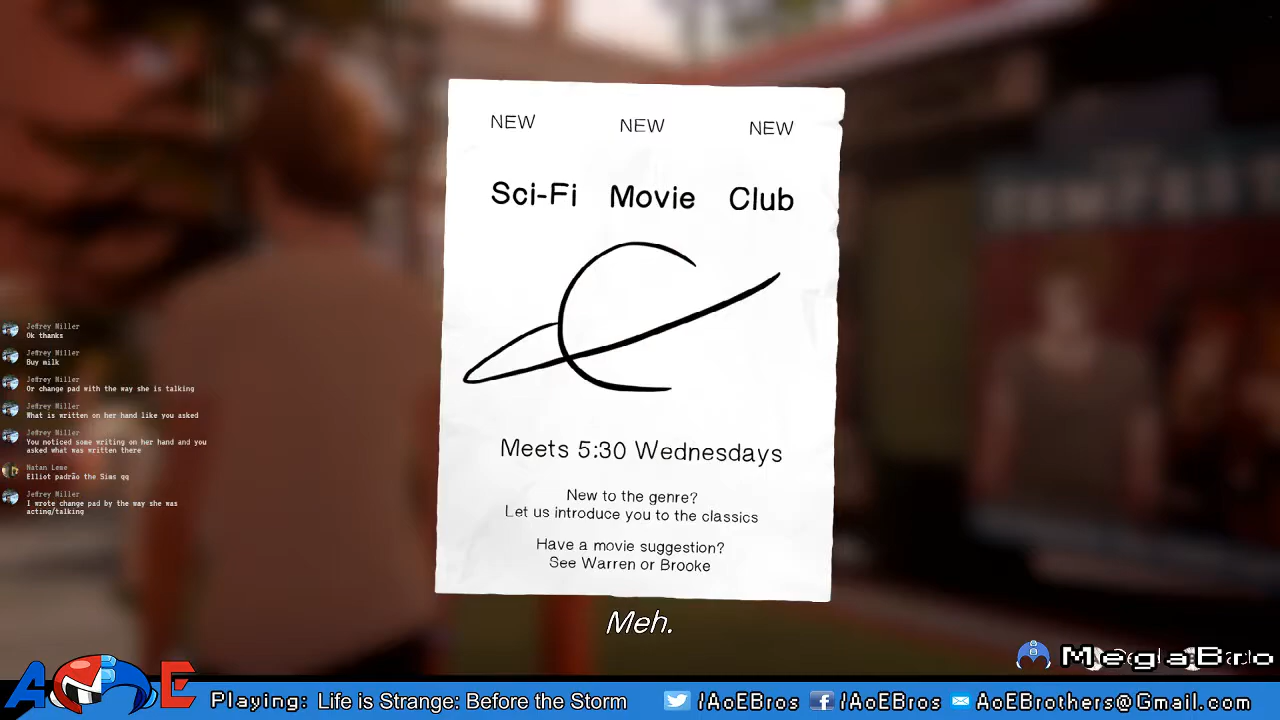 NEW NEW NEW
Sci-Fi Movie Club
Meets 5:30 Wednesdays
New to the genre?
Let us introduce you to the classics
Have a movie suggestion?
See Warren or Brooke
Meh.
Jeffrey Miller
Ok thanks
Jeffrey Miller
Buy milk
Jeffrey Miller
Or change pad with the way she is talking
Jeffrey Miller
What is written on her hand like you asked
Jeffrey Miller
You noticed some writing on her hand and you
asked what was written there
Natan Leme
Elliot padrão the Sims qq
Jeffrey Miller
I wrote change pad by the way she was
acting/talking
MegaBro
AoE Playing: Life is Strange: Before the Storm /AoEBros /AoEBros AoEBrothers@Gmail.com